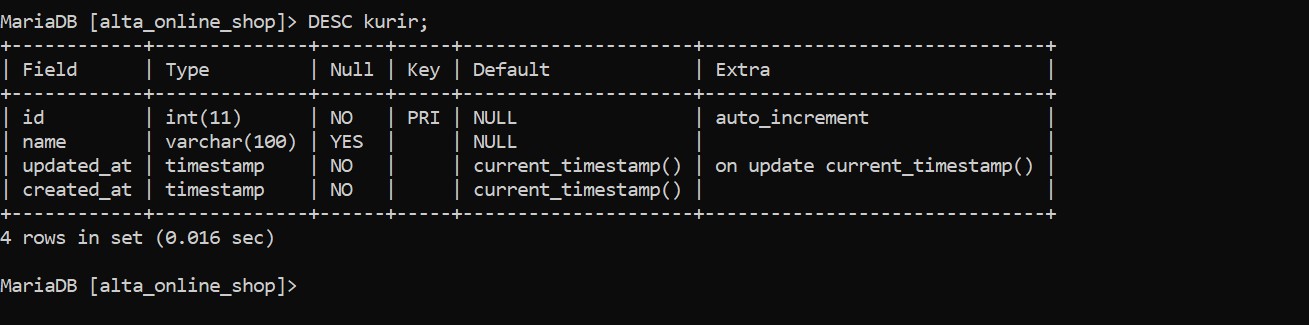 MariaDB [alta_online_shop]> DESC kurir;
+------------+--------------+------+-----+---------------------+-------------------------------+
| Field      | Type         | Null | Key | Default             | Extra                         |
+------------+--------------+------+-----+---------------------+-------------------------------+
| id         | int(11)      | NO   | PRI | NULL                | auto_increment                |
| name       | varchar(100) | YES  |     | NULL                |                               |
| updated_at | timestamp    | NO   |     | current_timestamp() | on update current_timestamp() |
| created_at | timestamp    | NO   |     | current_timestamp() |                               |
+------------+--------------+------+-----+---------------------+-------------------------------+
4 rows in set (0.016 sec)

MariaDB [alta_online_shop]>